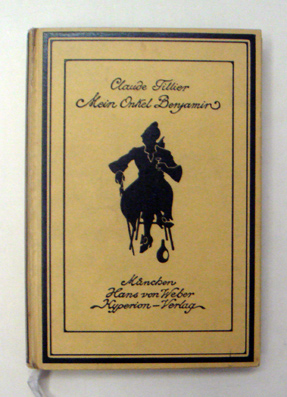 Claude Tillier
Mein Onkel Benjamin
München
Hans von Weber
Hyperion-Verlag